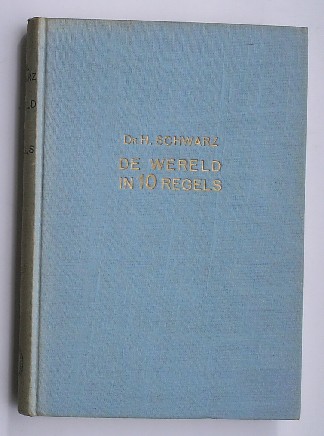 Dr H. SCHWARZ
DE WERELD
IN 10 REGELS